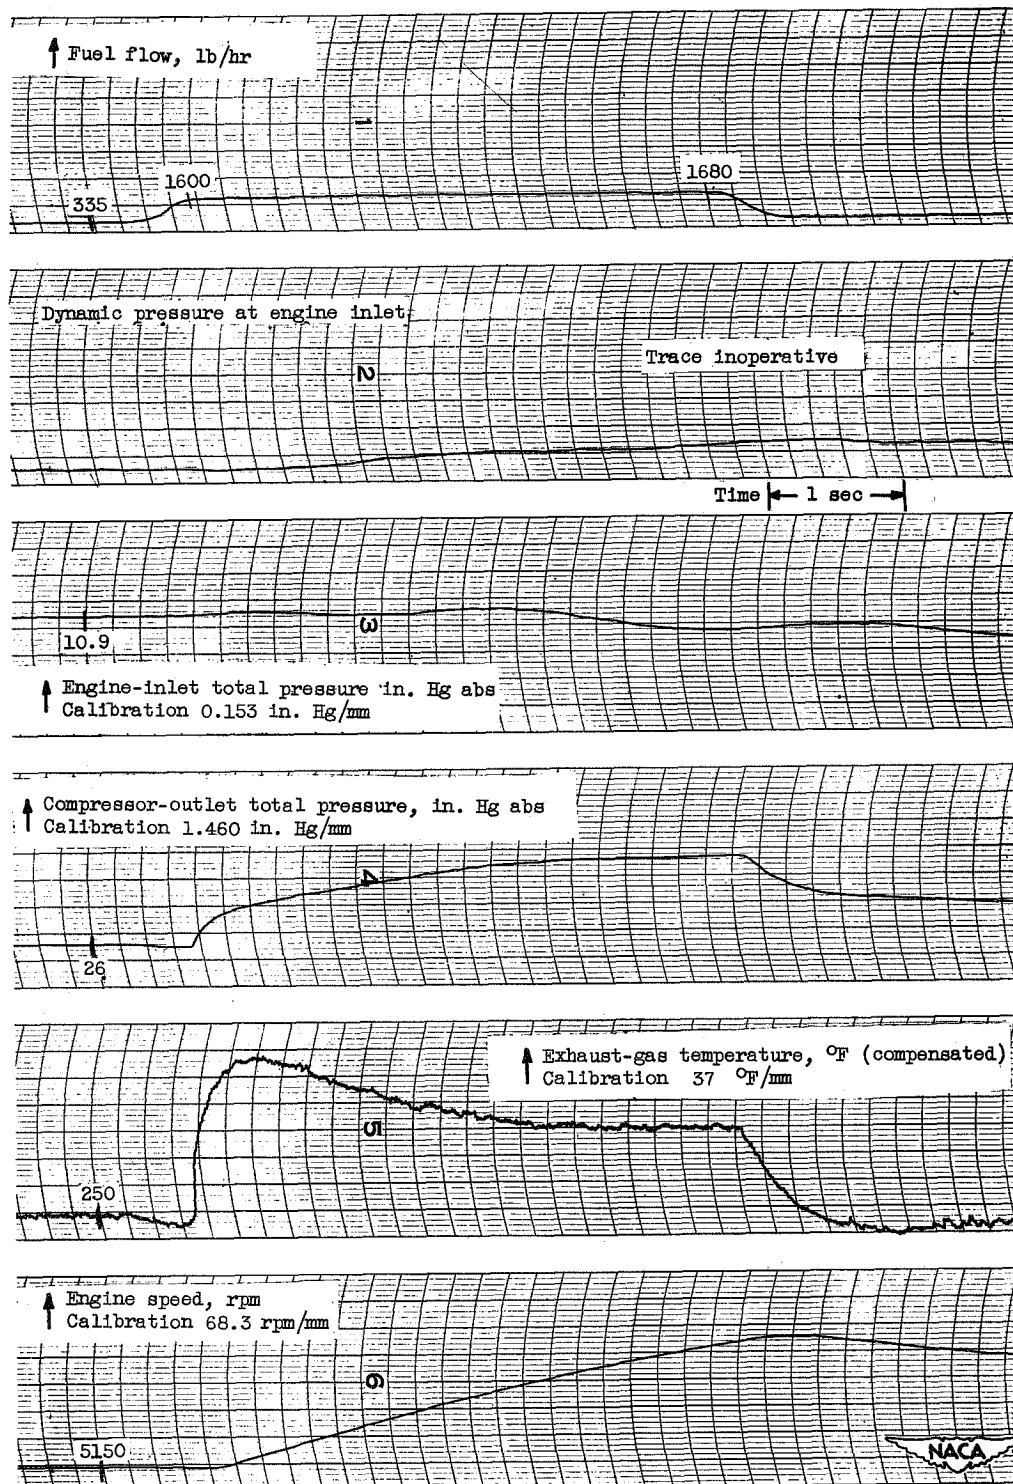 Fuel flow, lb/hr
1
1600
1680
335
Dynamic pressure at engine inlet
Trace inoperative
2
Time 1 sec
10.9
3
Engine-inlet total pressure in. Hg abs
Calibration 0.153 in. Hg/mm
Compressor-outlet total pressure, in. Hg abs
Calibration 1.460 in. Hg/mm
4
26
Exhaust-gas temperature, °F (compensated)
Calibration 37 °F/mm
5
250
Engine speed, rpm
Calibration 68.3 rpm/mm
6
5150
NACA